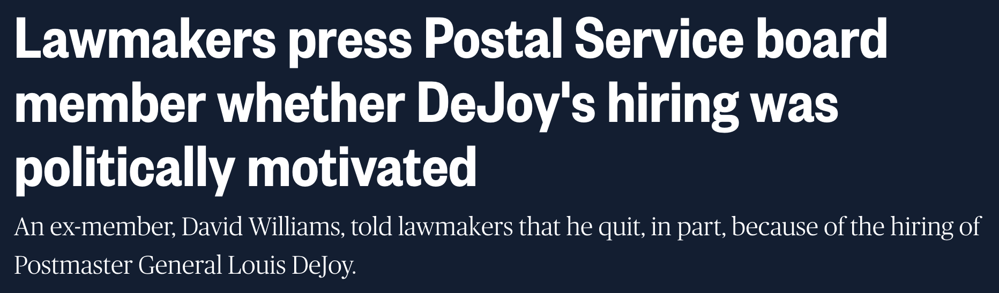 Lawmakers press Postal Service board
member whether DeJoy's hiring was
politically motivated
An ex-member, David Williams, told lawmakers that he quit, in part, because of the hiring of
Postmaster General Louis DeJoy.